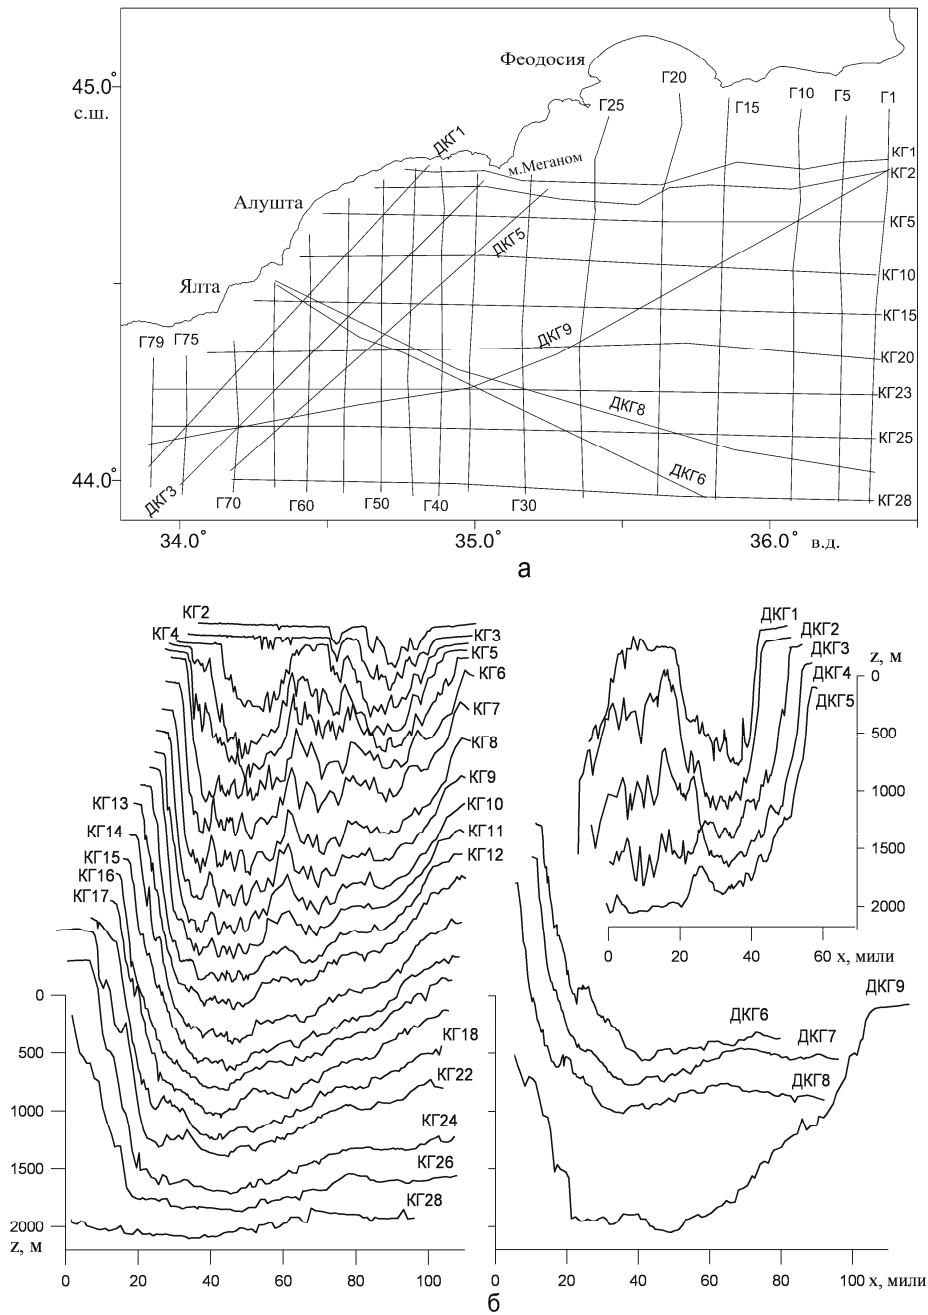 Феодосия
45.0°
с.ш.
Г25
Г20
Г15
Г10
Г5
Г1
ДКГ1
м.Меганом
КГ1
КГ2
Алушта
ДКГ5
КГ5
Ялта
КГ10
КГ15
Г79
Г75
ДКГ9
КГ20
КГ23
ДКГ8
КГ25
44.0°
ДКГ3
Г70
Г60
Г50
Г40
Г30
ДКГ6
КГ28
34.0°
35.0°
36.0°
в.д.
а
КГ2
КГ4
КГ3
КГ5
КГ6
КГ7
КГ8
КГ9
КГ10
КГ11
КГ12
КГ13
КГ14
КГ15
КГ16
КГ17
КГ18
КГ22
КГ24
КГ26
КГ28
0
500
1000
1500
2000
z, м
0
20
40
60
80
100
ДКГ1
ДКГ2
ДКГ3
ДКГ4
ДКГ5
z, м
0
500
1000
1500
2000
0
20
40
60 x, мили
ДКГ9
ДКГ6
ДКГ7
ДКГ8
0
20
40
60
80
100 x, мили
б